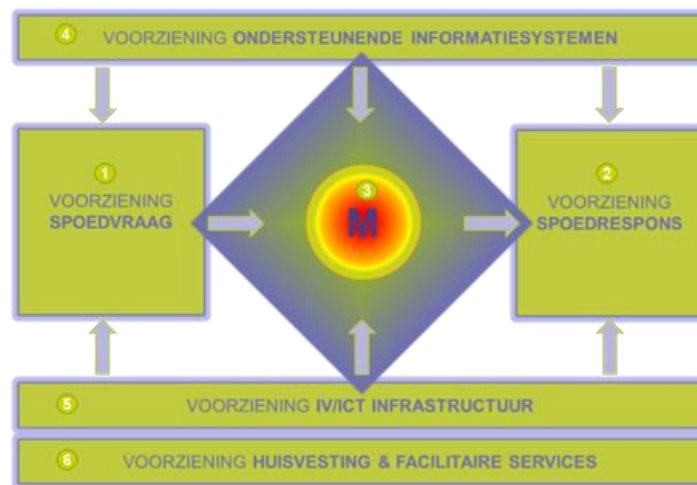 4 VOORZIENING ONDERSTEUNENDE INFORMATIESYSTEMEN
1
VOORZIENING
SPOEDVRAAG
3
M
2
VOORZIENING
SPOEDRESPONS
5 VOORZIENING IV/ICT INFRASTRUCTUUR
6 VOORZIENING HUISVESTING & FACILITAIRE SERVICES